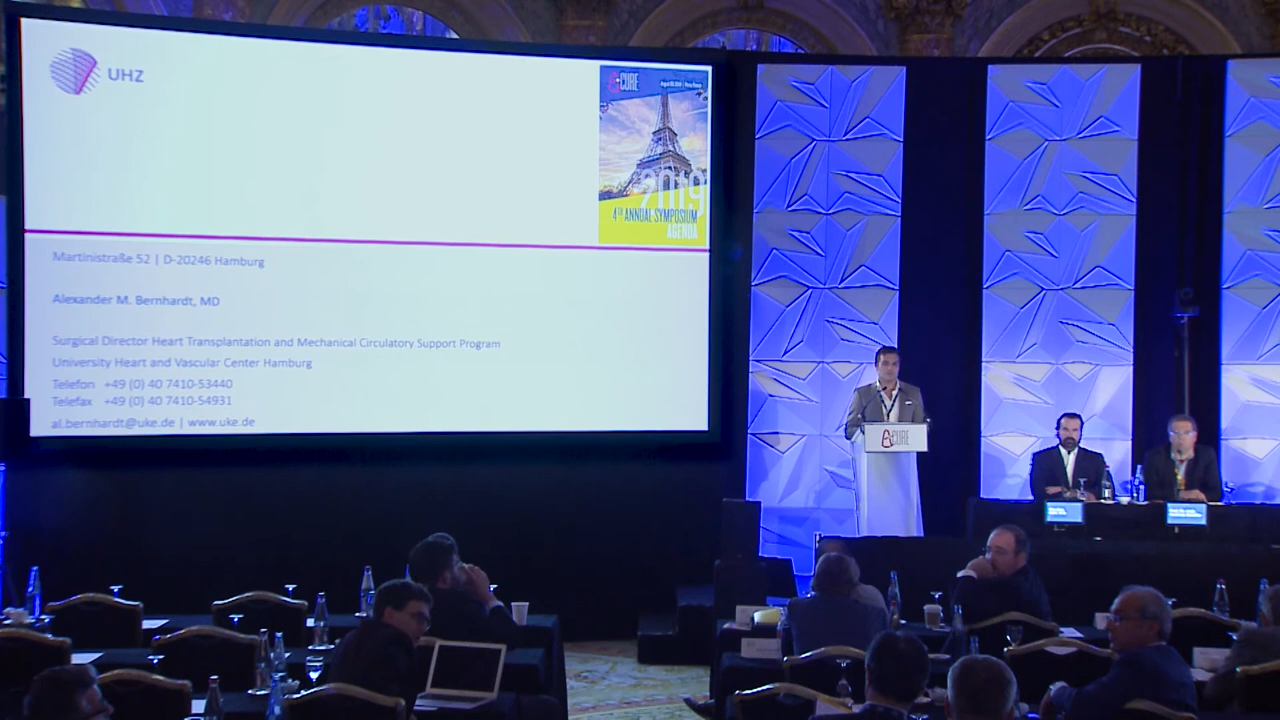 UHZ
A-CURE
2019
4TH ANNUAL SYMPOSIUM
AGENDA
Martinistraße 52 | D-20246 Hamburg
Alexander M. Bernhardt, MD
Surgical Director Heart Transplantation and Mechanical Circulatory Support Program
University Heart and Vascular Center Hamburg
Telefon +49 (0) 40 7410-53440
Telefax +49 (0) 40 7410-54931
al.bernhardt@uke.de | www.uke.de
A-CURE